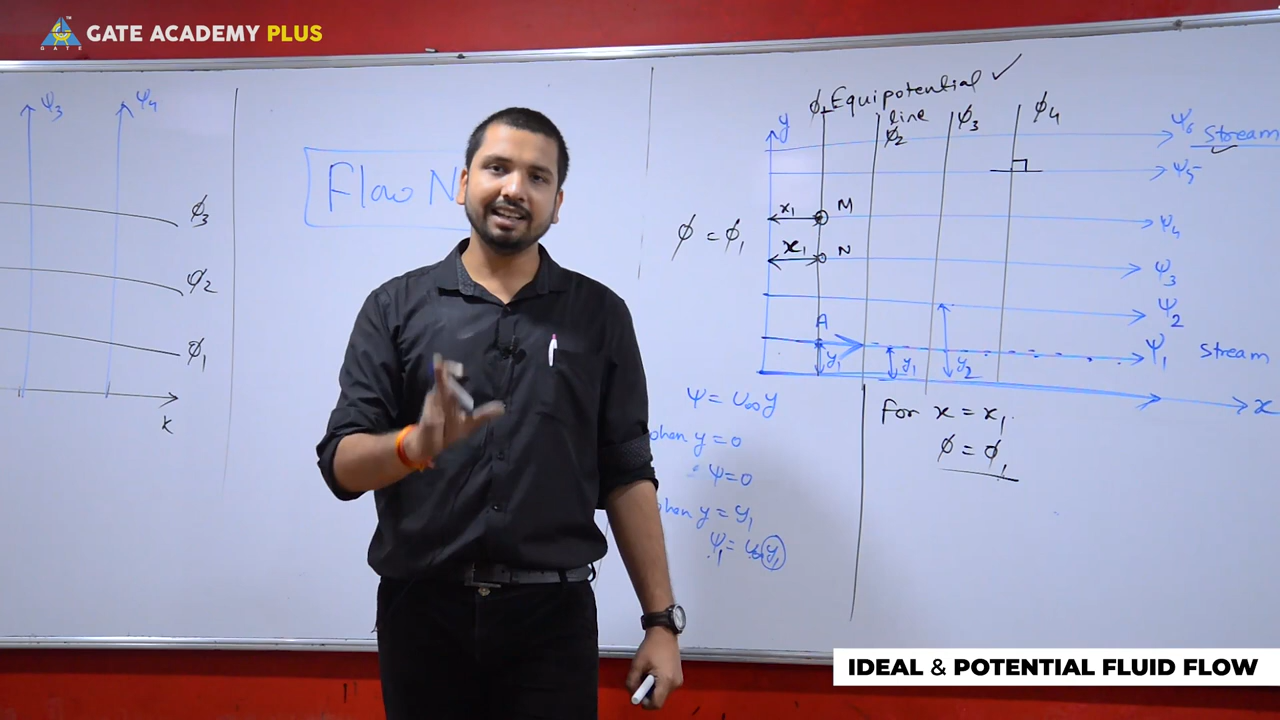 GATE ACADEMY PLUS
GATE
ψ3
ψ4
ϕ3
ϕ2
ϕ1
k
Flow N
ϕ1 Equipotential ✓
line
ϕ2
ϕ3
ϕ4
y
ψ6 Stream
ψ5
x1
M
ψ4
ϕ = ϕ1
x1
N
ψ3
ψ2
A
y1
y1
y2
ψ1 Stream
x
ψ = U∞y
when y = 0
ψ = 0
when y = y1
ψ1 = U∞y1
For x = x1
ϕ = ϕ1
IDEAL & POTENTIAL FLUID FLOW